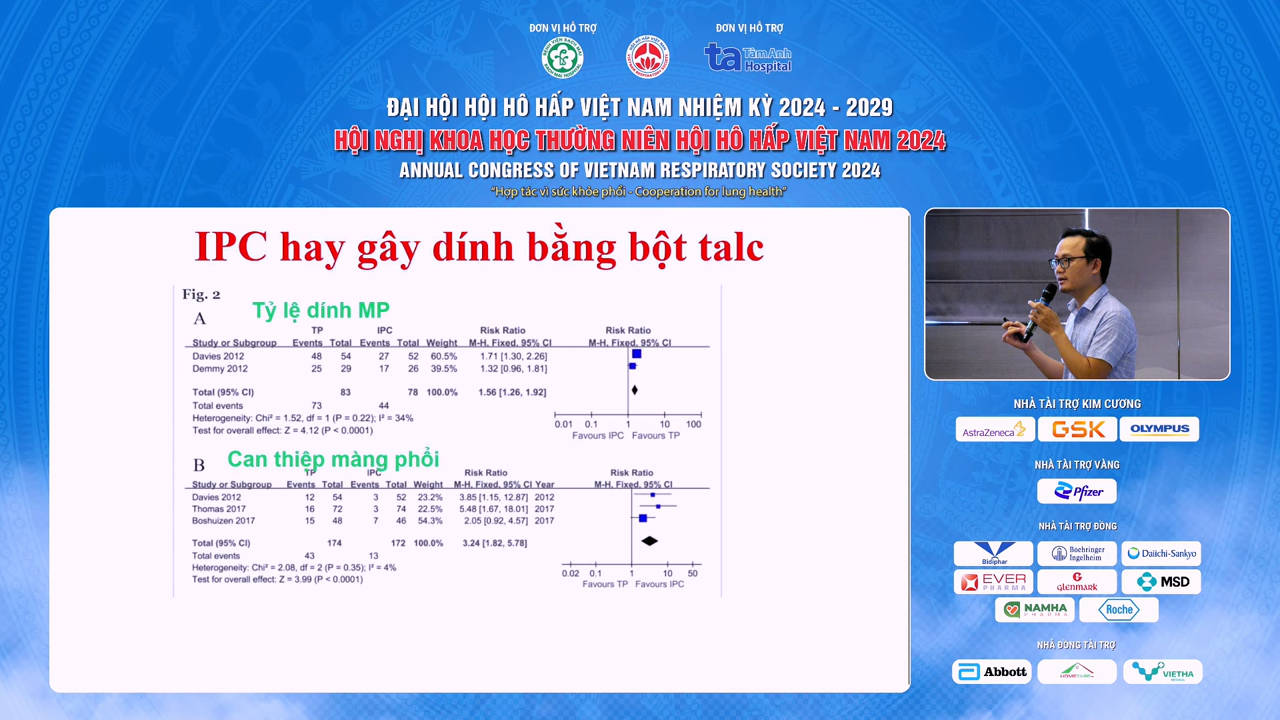 ĐƠN VỊ HỖ TRỢ
ĐƠN VỊ HỖ TRỢ
ta TâmAnh Hospital
ĐẠI HỘI HỘI HÔ HẤP VIỆT NAM NHIỆM KỲ 2024 - 2029
HỘI NGHỊ KHOA HỌC THƯỜNG NIÊN HỘI HÔ HẤP VIỆT NAM 2024
ANNUAL CONGRESS OF VIETNAM RESPIRATORY SOCIETY 2024
"Hợp tác vì sức khỏe phổi - Cooperation for lung health"
IPC hay gây dính bằng bột talc
Fig. 2
A Tỷ lệ dính MP
TP IPC Risk Ratio Risk Ratio
Study or Subgroup Events Total Events Total Weight M-H. Fixed. 95% CI M-H. Fixed. 95% CI
Davies 2012 48 54 27 52 60.5% 1.71 [1.30, 2.26]
Demmy 2012 25 29 17 26 39.5% 1.32 [0.96, 1.81]
Total (95% CI) 83 78 100.0% 1.56 [1.26, 1.92]
Total events 73 44
Heterogeneity: Chi² = 1.52, df = 1 (P = 0.22); I² = 34%
Test for overall effect: Z = 4.12 (P < 0.0001)
0.01 0.1 1 10 100
Favours IPC Favours TP
B Can thiệp màng phổi
TP IPC Risk Ratio Risk Ratio
Study or Subgroup Events Total Events Total Weight M-H. Fixed, 95% CI Year M-H. Fixed. 95% CI
Davies 2012 12 54 3 52 23.2% 3.85 [1.15, 12.87] 2012
Thomas 2017 16 72 3 74 22.5% 5.48 [1.67, 18.01] 2017
Boshuizen 2017 15 48 7 46 54.3% 2.05 [0.92, 4.57] 2017
Total (95% CI) 174 172 100.0% 3.24 [1.82, 5.78]
Total events 43 13
Heterogeneity: Chi² = 2.08, df = 2 (P = 0.35); I² = 4%
Test for overall effect: Z = 3.99 (P < 0.0001)
0.02 0.1 1 10 50
Favours TP Favours IPC
NHÀ TÀI TRỢ KIM CƯƠNG
AstraZeneca GSK OLYMPUS
NHÀ TÀI TRỢ VÀNG
Pfizer
NHÀ TÀI TRỢ ĐỒNG
Bidiphar Boehringer Ingelheim Daiichi-Sankyo
EVER PHARMA GLENMARK MSD
NAMHA PHARMA Roche
NHÀ ĐỒNG TÀI TRỢ
Abbott VIETHA